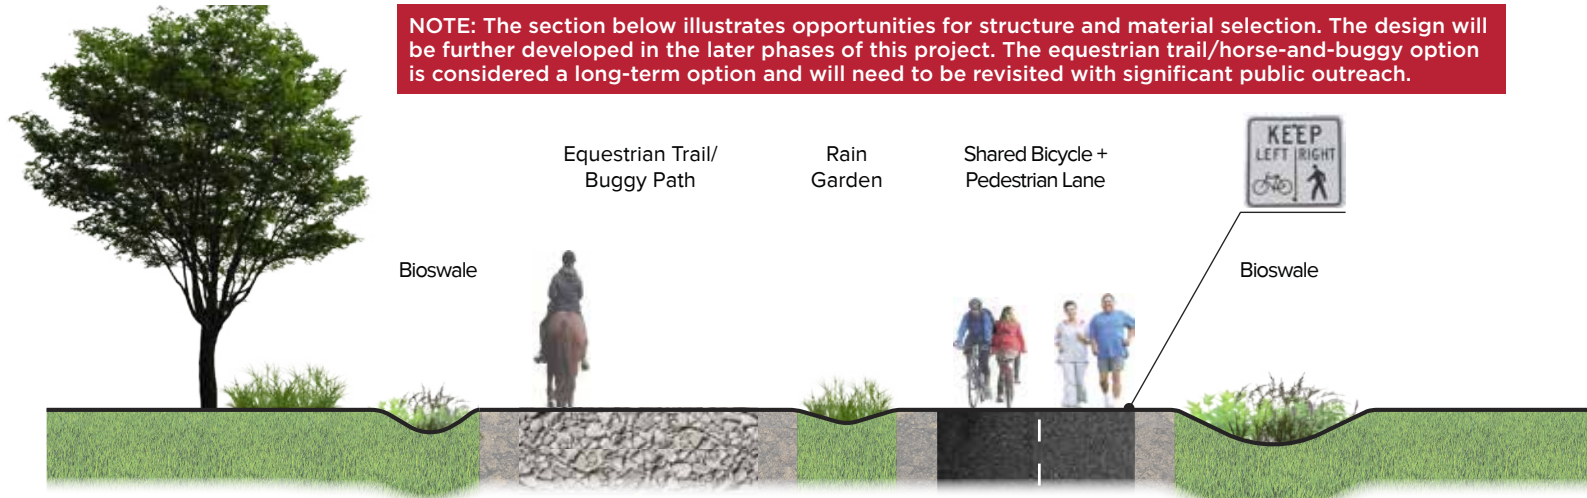 NOTE: The section below illustrates opportunities for structure and material selection. The design will
be further developed in the later phases of this project. The equestrian trail/horse-and-buggy option
is considered a long-term option and will need to be revisited with significant public outreach.
Equestrian Trail/
Buggy Path
Rain
Garden
Shared Bicycle +
Pedestrian Lane
KEEP
LEFT RIGHT
Bioswale
Bioswale